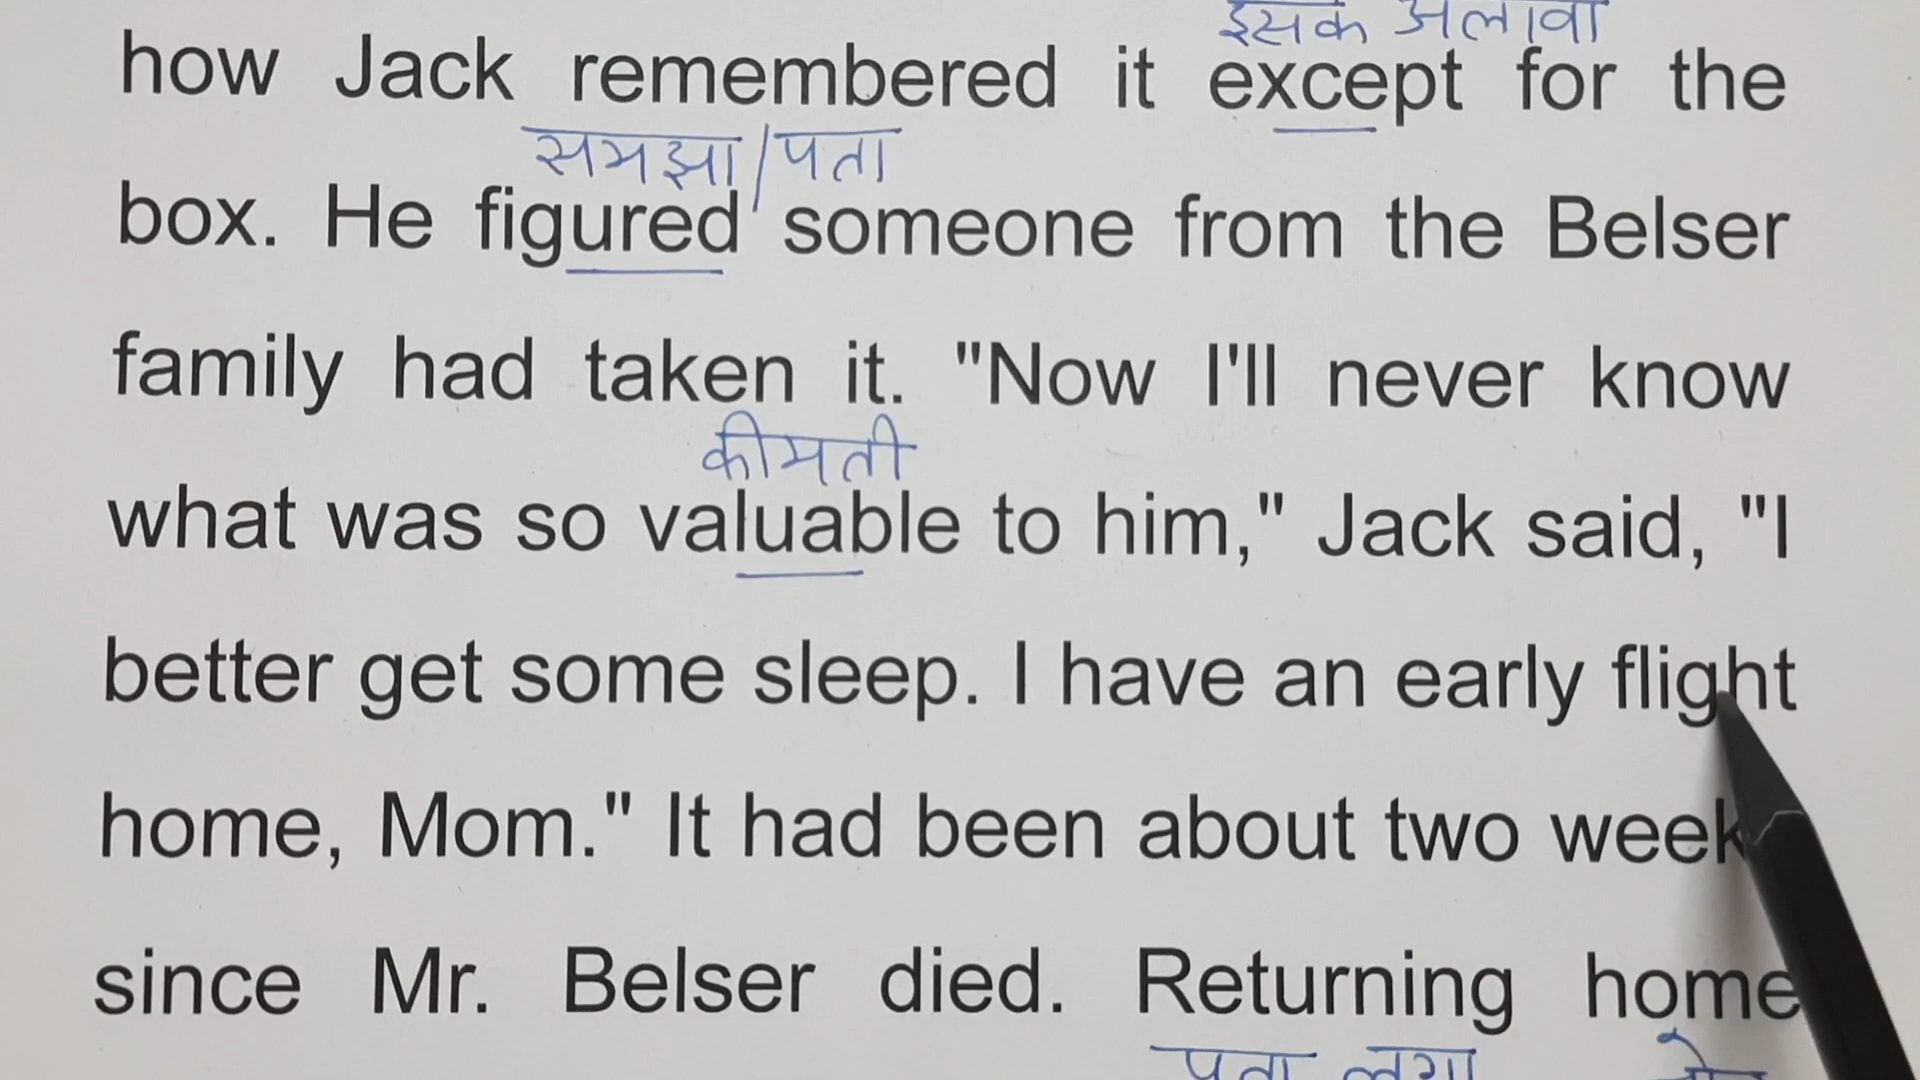 इसके अलावा
how Jack remembered it except for the
समझा/पता
box. He figured someone from the Belser
family had taken it. "Now I'll never know
कीमती
what was so valuable to him," Jack said, "I
better get some sleep. I have an early flight
home, Mom." It had been about two week
since Mr. Belser died. Returning home
पता लगा